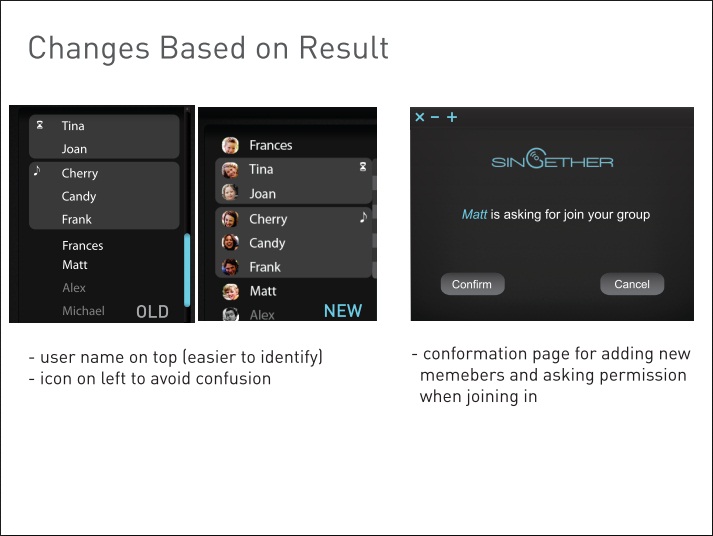 Changes Based on Result
Tina
Joan
Cherry
Candy
Frank
Frances
Matt
Alex
Michael
OLD
Frances
Tina
Joan
Cherry
Candy
Frank
Matt
Alex
NEW
SINGETHER
Matt is asking for join your group
Confirm
Cancel
- user name on top (easier to identify)
- icon on left to avoid confusion
- conformation page for adding new
memebers and asking permission
when joining in